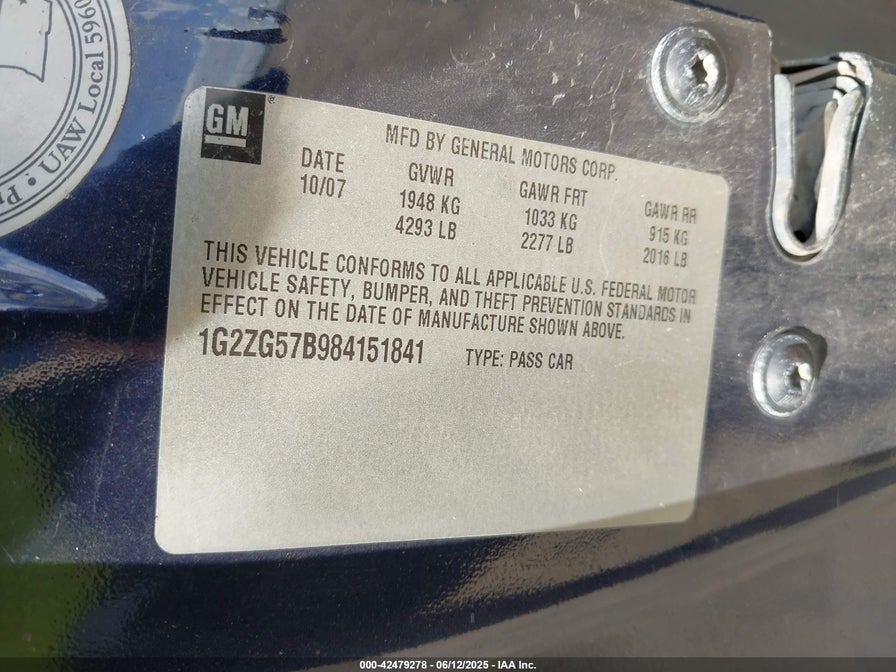 UAW Local 5960
GM
®
MFD BY GENERAL MOTORS CORP.
DATE GVWR GAWR FRT GAWR RR
10/07 1948 KG 1033 KG 915 KG
4293 LB 2277 LB 2016 LB
THIS VEHICLE CONFORMS TO ALL APPLICABLE U.S. FEDERAL MOTOR
VEHICLE SAFETY, BUMPER, AND THEFT PREVENTION STANDARDS IN
EFFECT ON THE DATE OF MANUFACTURE SHOWN ABOVE.
1G2ZG57B984151841 TYPE: PASS CAR
000-42479278 - 06/12/2025 - IAA Inc.